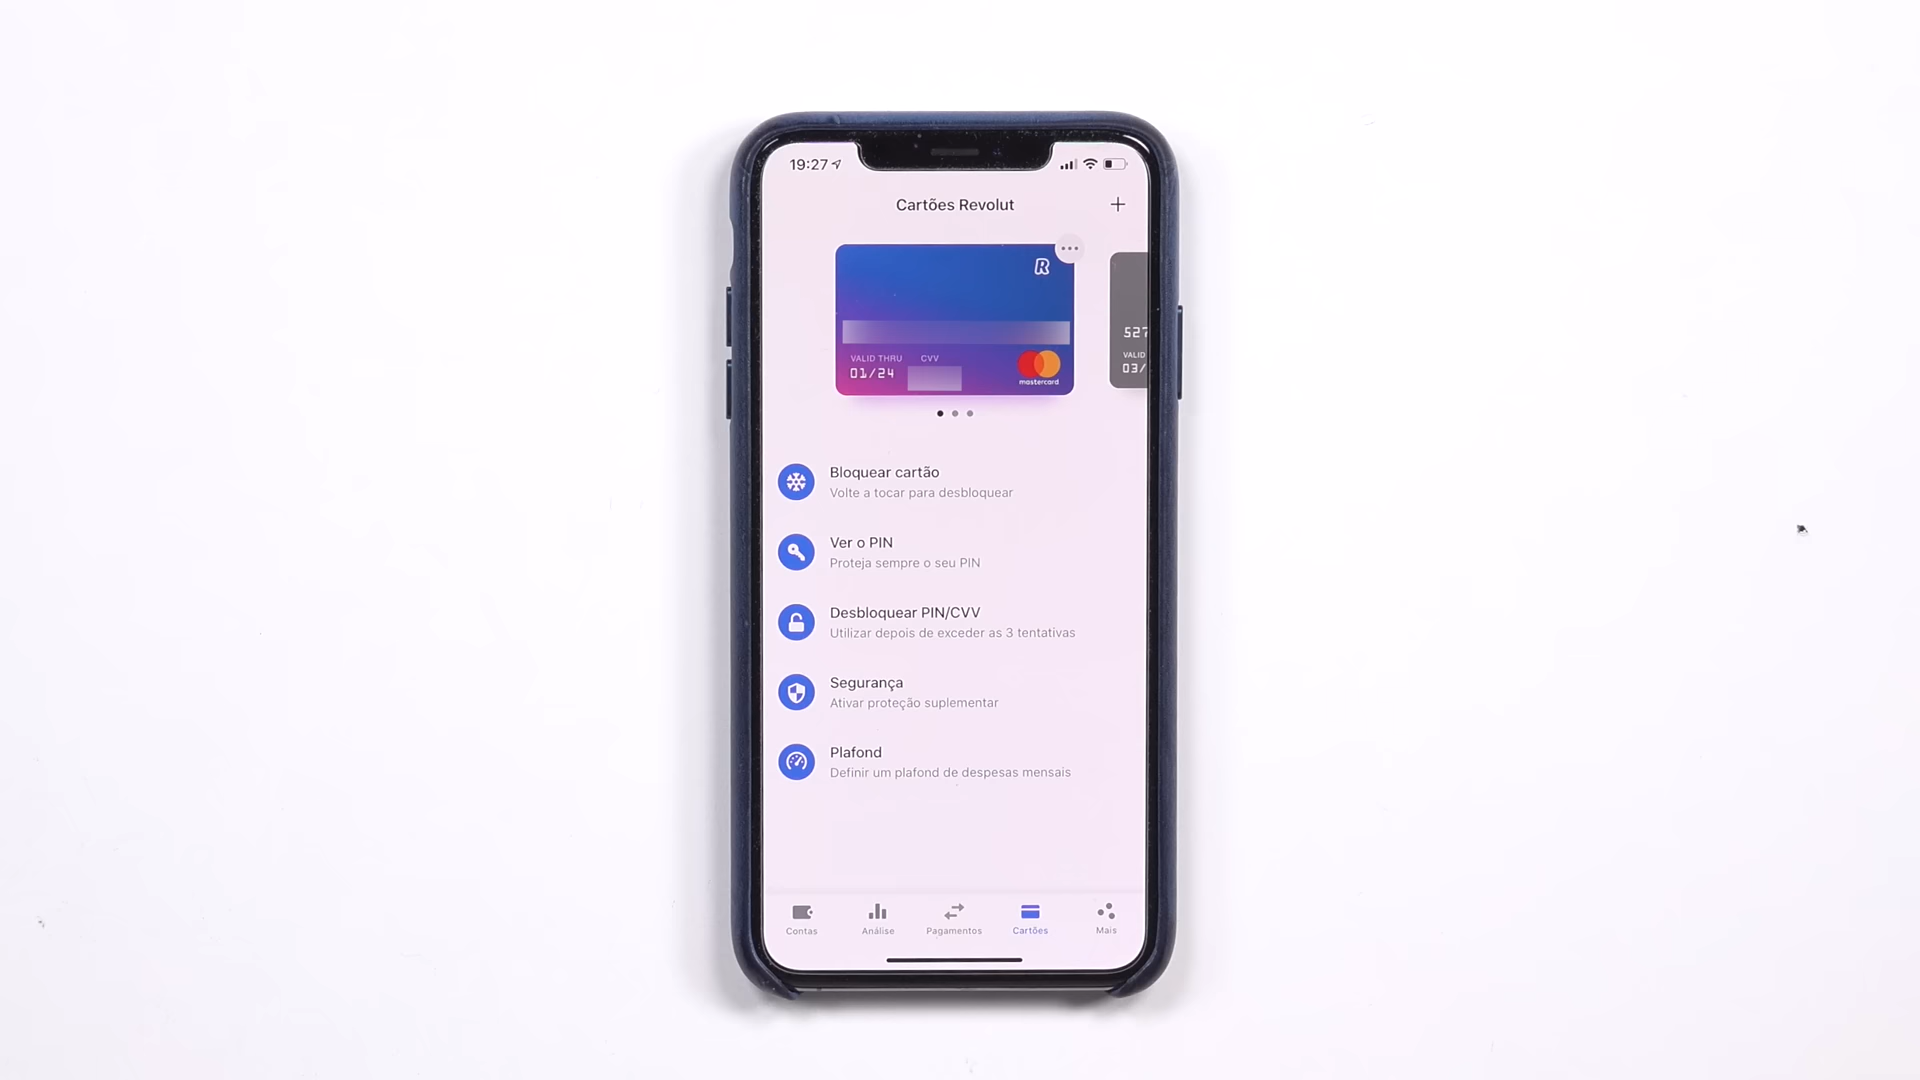 19:27
Cartões Revolut
R
VALID THRU CVV
01/24
mastercard
527
VALID
03/
Bloquear cartão
Volte a tocar para desbloquear
Ver o PIN
Proteja sempre o seu PIN
Desbloquear PIN/CVV
Utilizar depois de exceder as 3 tentativas
Segurança
Ativar proteção suplementar
Plafond
Definir um plafond de despesas mensais
Contas
Análise
Pagamentos
Cartões
Mais